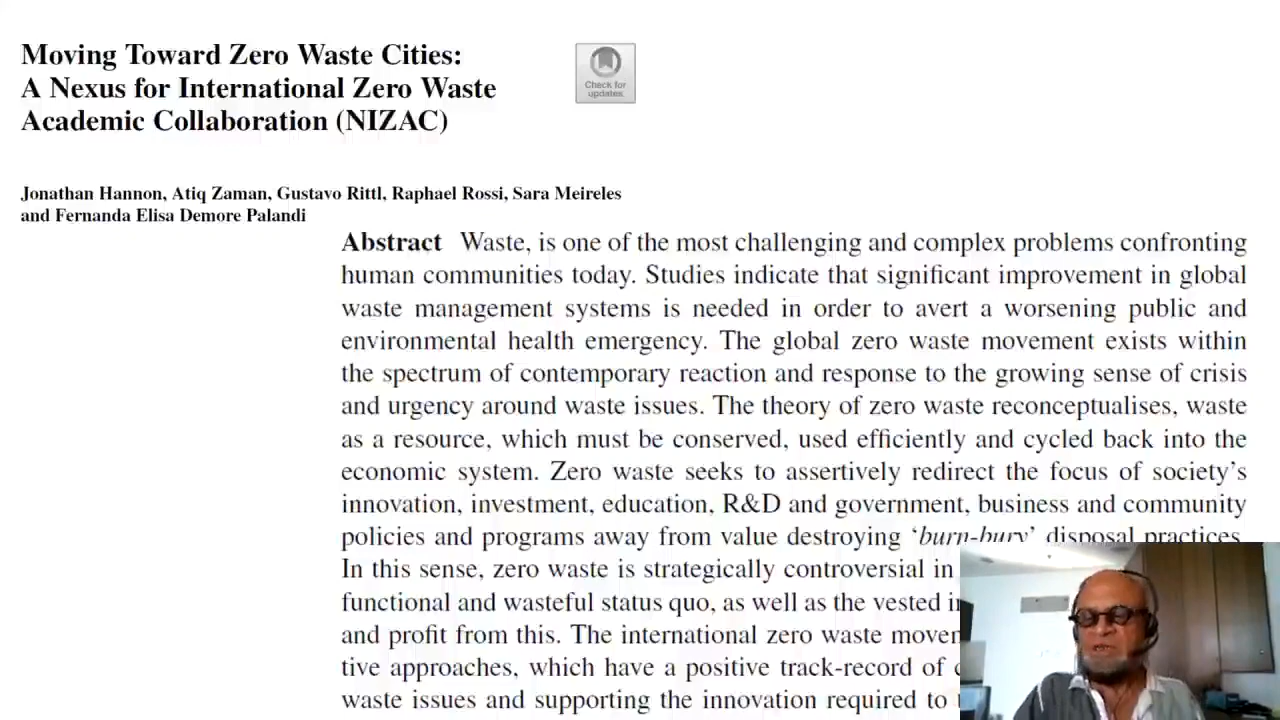 Moving Toward Zero Waste Cities:
A Nexus for International Zero Waste
Academic Collaboration (NIZAC)
Check for
updates
Jonathan Hannon, Atiq Zaman, Gustavo Rittl, Raphael Rossi, Sara Meireles
and Fernanda Elisa Demore Palandi
Abstract Waste, is one of the most challenging and complex problems confronting
human communities today. Studies indicate that significant improvement in global
waste management systems is needed in order to avert a worsening public and
environmental health emergency. The global zero waste movement exists within
the spectrum of contemporary reaction and response to the growing sense of crisis
and urgency around waste issues. The theory of zero waste reconceptualises, waste
as a resource, which must be conserved, used efficiently and cycled back into the
economic system. Zero waste seeks to assertively redirect the focus of society's
innovation, investment, education, R&D and government, business and community
policies and programs away from value destroying 'burn-bury' disposal practices.
In this sense, zero waste is strategically controversial in
functional and wasteful status quo, as well as the vested
and profit from this. The international zero waste
tive approaches, which have a positive track-record of
waste issues and supporting the innovation required to